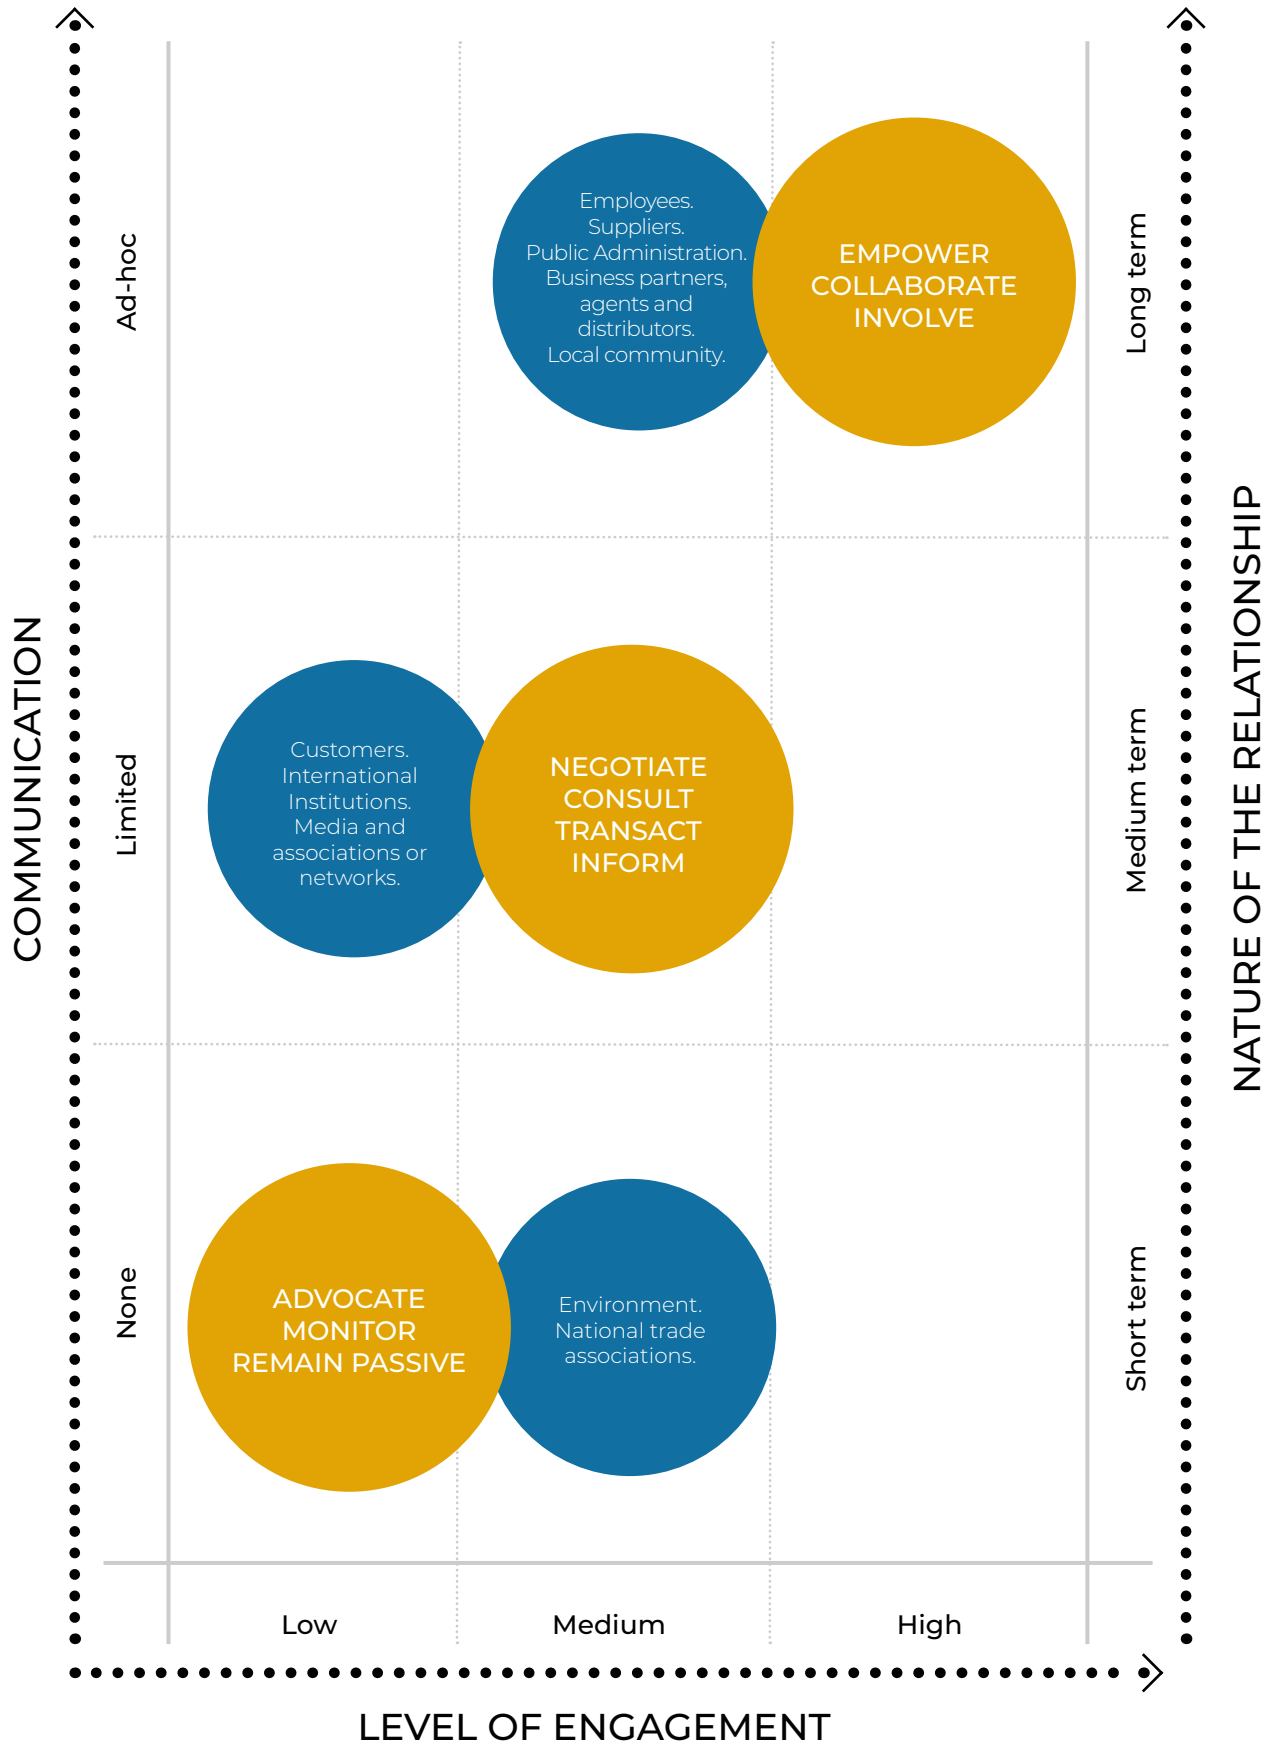 COMMUNICATION
Ad-hoc
Limited
None
Employees.
Suppliers.
Public Administration.
Business partners,
agents and
distributors.
Local community.
EMPOWER
COLLABORATE
INVOLVE
Customers.
International
Institutions.
Media and
associations or
networks.
NEGOTIATE
CONSULT
TRANSACT
INFORM
ADVOCATE
MONITOR
REMAIN PASSIVE
Environment.
National trade
associations.
Long term
Medium term
Short term
NATURE OF THE RELATIONSHIP
Low
Medium
High
LEVEL OF ENGAGEMENT